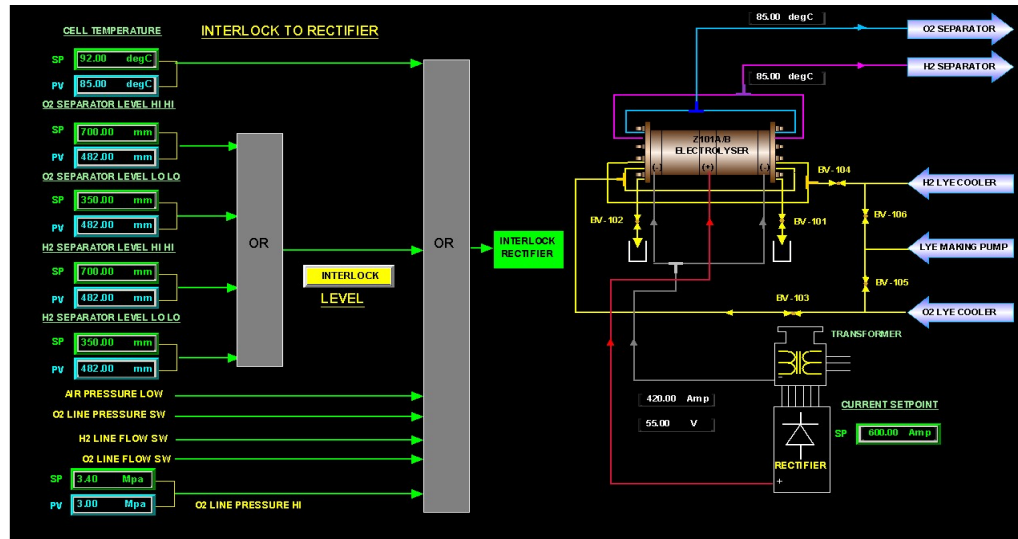 CELL TEMPERATURE
INTERLOCK TO RECTIFIER
SP 92.00 degC
PV 85.00 degC
O2 SEPARATOR LEVEL HI HI
SP 700.00 mm
PV 482.00 mm
O2 SEPARATOR LEVEL LO LO
SP 350.00 mm
PV 482.00 mm
H2 SEPARATOR LEVEL HI HI
SP 700.00 mm
PV 482.00 mm
H2 SEPARATOR LEVEL LO LO
SP 350.00 mm
PV 482.00 mm
AIR PRESSURE LOW
O2 LINE PRESSURE SW
H2 LINE FLOW SW
O2 LINE FLOW SW
SP 3.40 Mpa
PV 3.00 Mpa
O2 LINE PRESSURE HI
OR
INTERLOCK
LEVEL
OR
INTERLOCK
RECTIFIER
85.00 degC
O2 SEPARATOR
H2 SEPARATOR
85.00 degC
Z101A/B
ELECTROLYSER
(-) (+) (-)
BV-104
H2 LYE COOLER
BV-102
BV-101
BV-106
LYE MAKING PUMP
BV-105
BV-103
O2 LYE COOLER
TRANSFORMER
-
420.00 Amp
55.00 V
CURRENT SETPOINT
SP 600.00 Amp
RECTIFIER
+